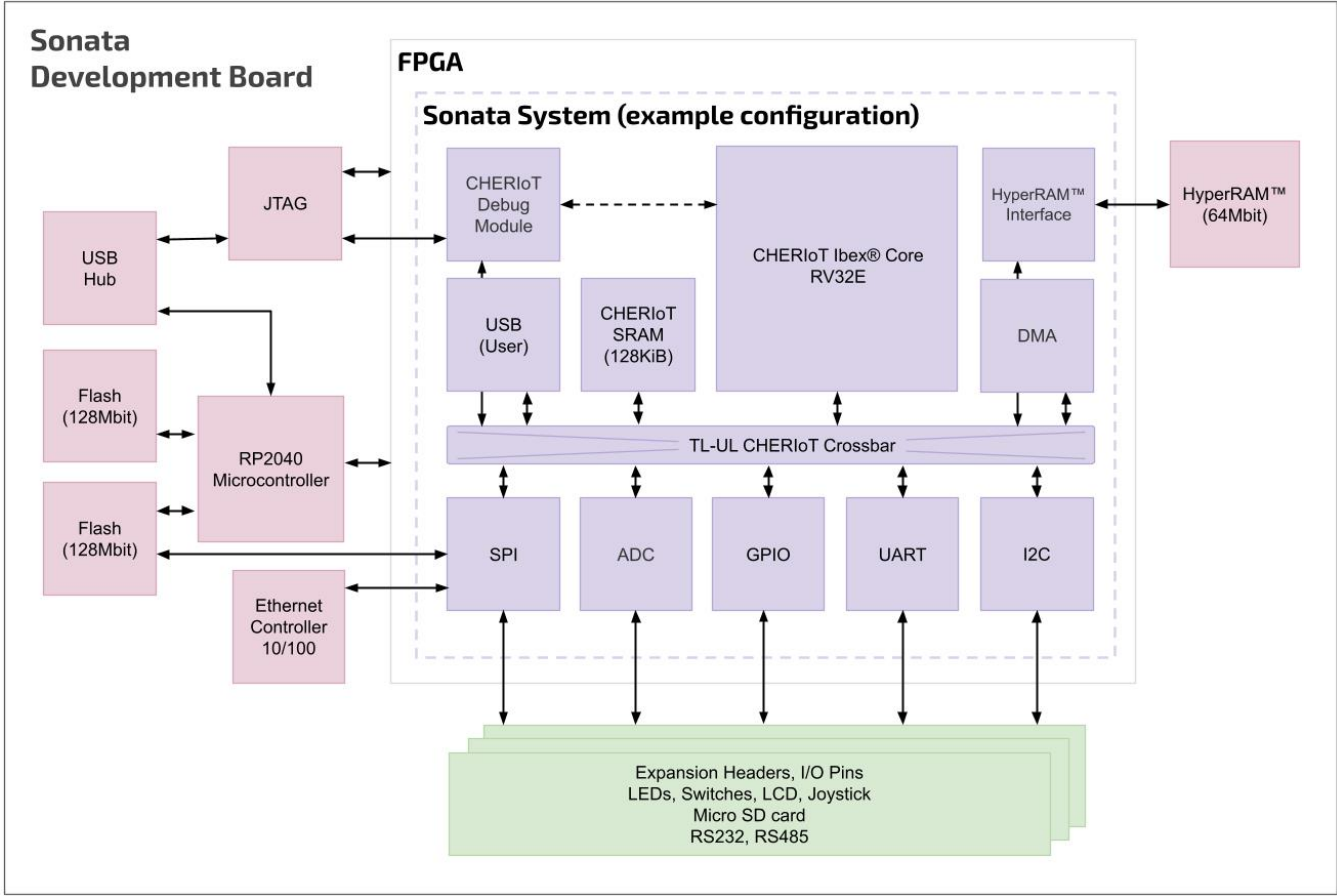 Sonata
Development Board
FPGA
Sonata System (example configuration)
JTAG
CHERIoT
Debug
Module
CHERIoT Ibex® Core
RV32E
HyperRAM™
Interface
HyperRAM™
(64Mbit)
USB
Hub
USB
(User)
CHERIoT
SRAM
(128KiB)
DMA
Flash
(128Mbit)
RP2040
Microcontroller
TL-UL CHERIoT Crossbar
Flash
(128Mbit)
SPI
ADC
GPIO
UART
I2C
Ethernet
Controller
10/100
Expansion Headers, I/O Pins
LEDs, Switches, LCD, Joystick
Micro SD card
RS232, RS485